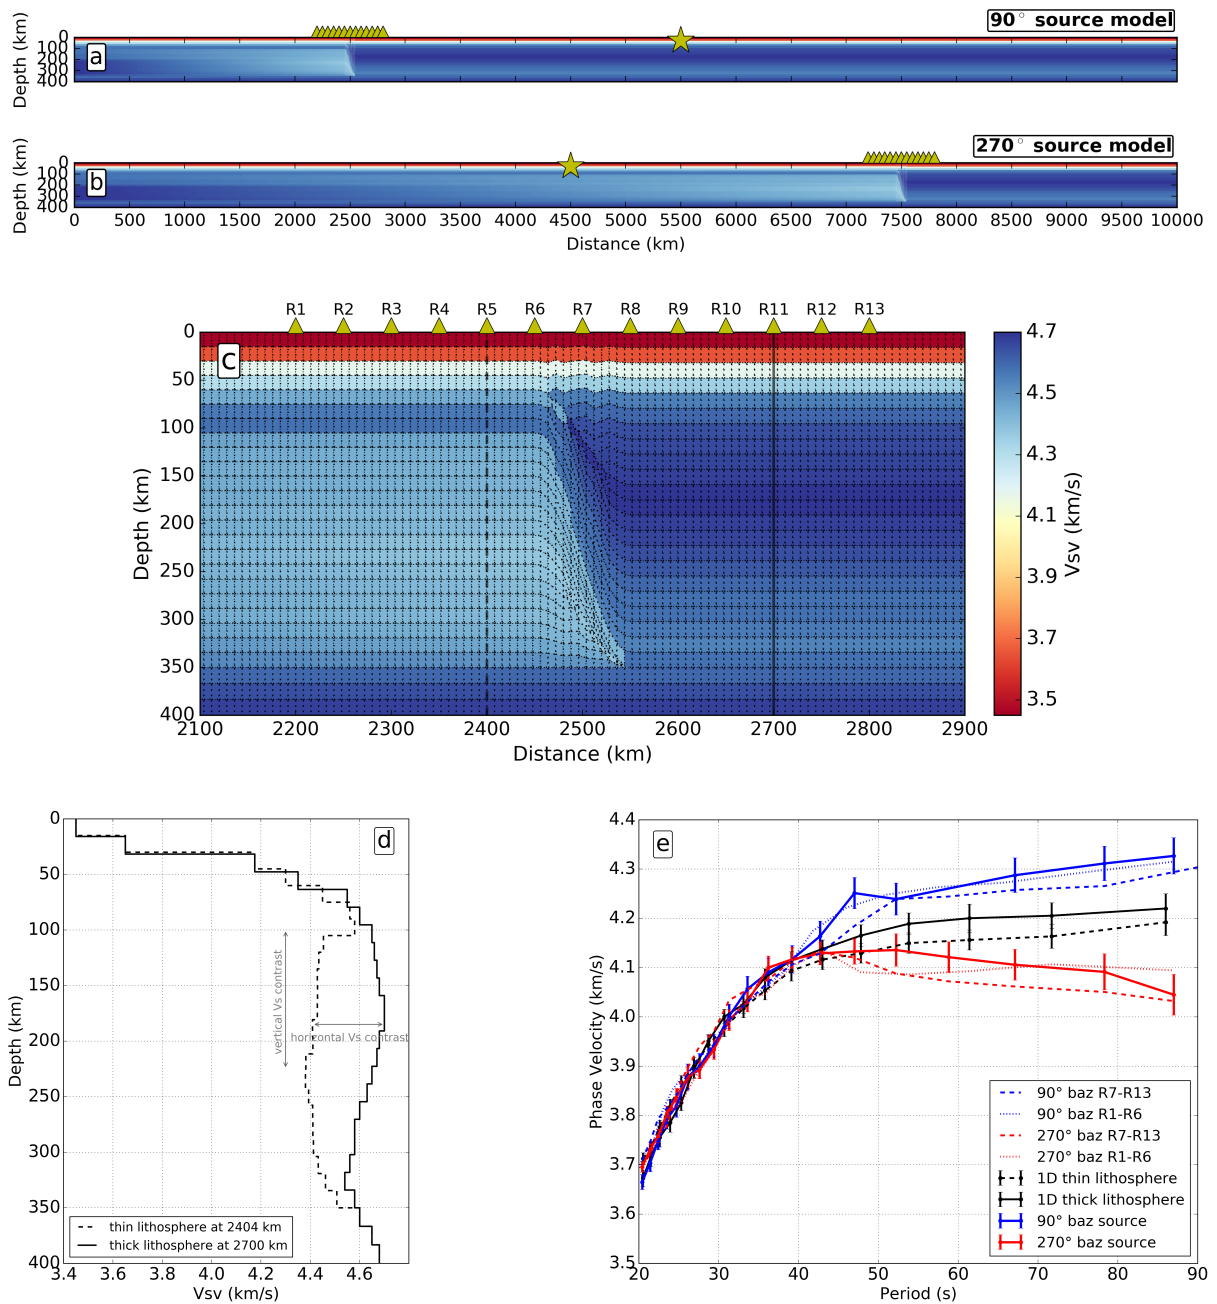 90° source model
Depth (km)
0
100
200
300
400
a
270° source model
Depth (km)
0
100
200
300
400
b
0 500 1000 1500 2000 2500 3000 3500 4000 4500 5000 5500 6000 6500 7000 7500 8000 8500 9000 9500 10000
Distance (km)
R1 R2 R3 R4 R5 R6 R7 R8 R9 R10 R11 R12 R13
c
Depth (km)
0
50
100
150
200
250
300
350
400
2100 2200 2300 2400 2500 2600 2700 2800 2900
Distance (km)
4.7
4.5
4.3
4.1
3.9
3.7
3.5
Vsv (km/s)
d
Depth (km)
0
50
100
150
200
250
300
350
400
vertical Vs contrast
horizontal Vs contrast
thin lithosphere at 2404 km
thick lithosphere at 2700 km
3.4 3.6 3.8 4.0 4.2 4.4 4.6
Vsv (km/s)
e
Phase Velocity (km/s)
4.4
4.3
4.2
4.1
4.0
3.9
3.8
3.7
3.6
3.5
90° baz R7-R13
90° baz R1-R6
270° baz R7-R13
270° baz R1-R6
1D thin lithosphere
1D thick lithosphere
90° baz source
270° baz source
20 30 40 50 60 70 80 90
Period (s)